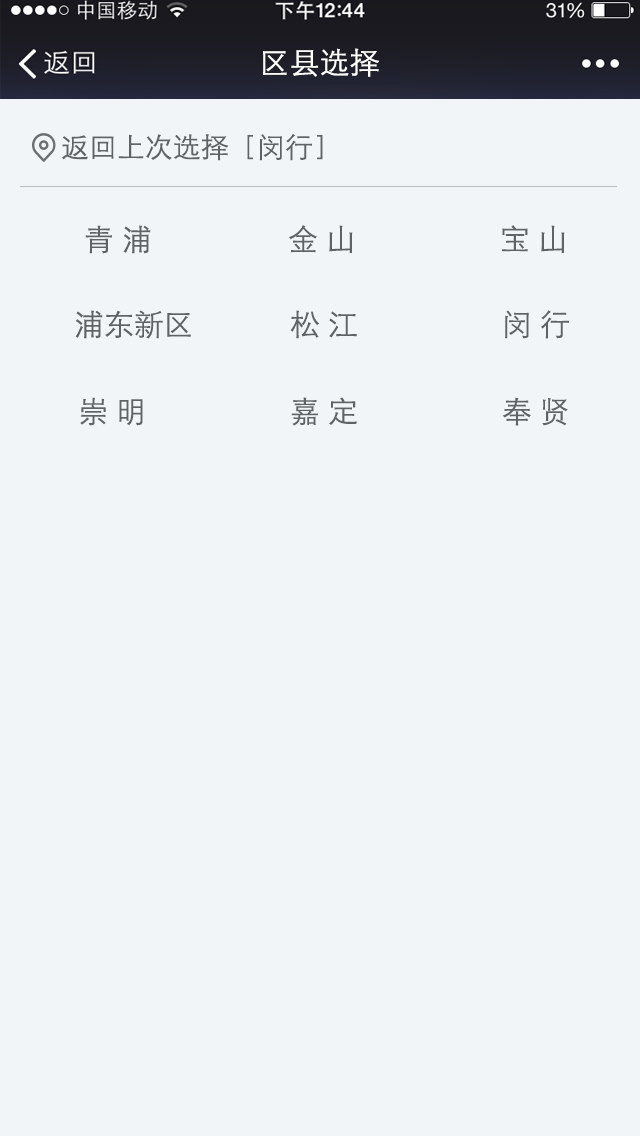 中国移动 下午12:44 31%
返回 区县选择
返回上次选择［闵行］
青 浦 金 山 宝 山
浦东新区 松 江 闵 行
崇 明 嘉 定 奉 贤